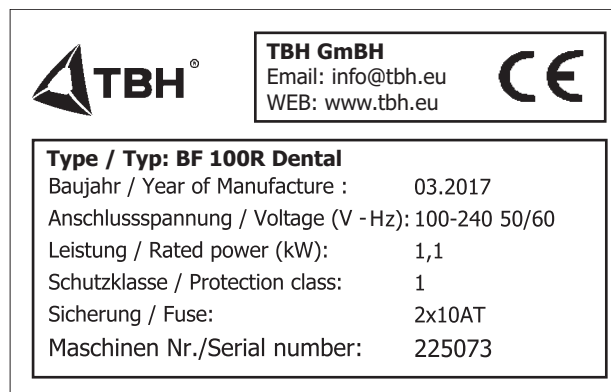 TBH®
TBH GmBH
Email: info@tbh.eu
WEB: www.tbh.eu
CE
Type / Typ: BF 100R Dental
Baujahr / Year of Manufacture : 03.2017
Anschlussspannung / Voltage (V - Hz): 100-240 50/60
Leistung / Rated power (kW): 1,1
Schutzklasse / Protection class: 1
Sicherung / Fuse: 2x10AT
Maschinen Nr./Serial number: 225073